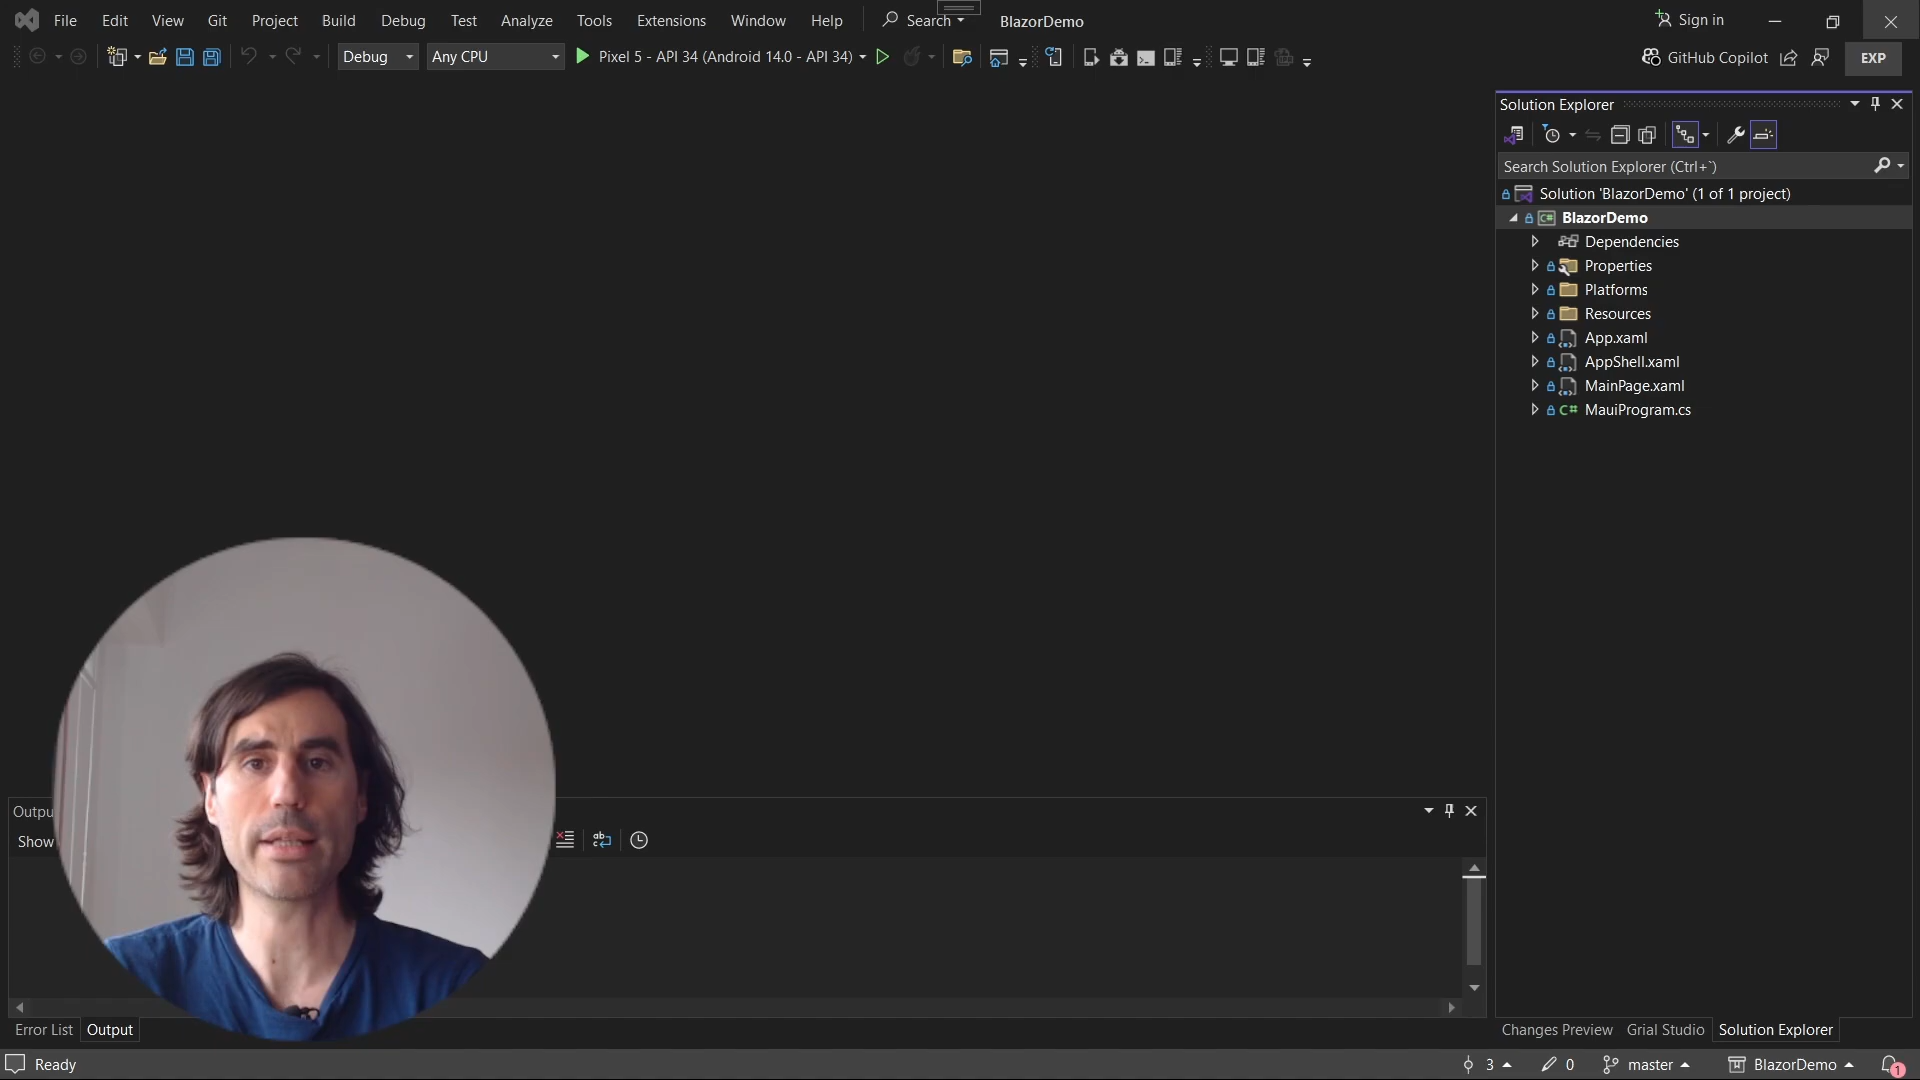 File Edit View Git Project Build Debug Test Analyze Tools Extensions Window Help Search BlazorDemo Sign in
Debug Any CPU Pixel 5 - API 34 (Android 14.0 - API 34) GitHub Copilot EXP
Solution Explorer
Search Solution Explorer (Ctrl+`)
Solution 'BlazorDemo' (1 of 1 project)
BlazorDemo
Dependencies
Properties
Platforms
Resources
App.xaml
AppShell.xaml
MainPage.xaml
C# MauiProgram.cs
Outpu
Show
Error List Output
Changes Preview Grial Studio Solution Explorer
Ready 3 0 master BlazorDemo 1